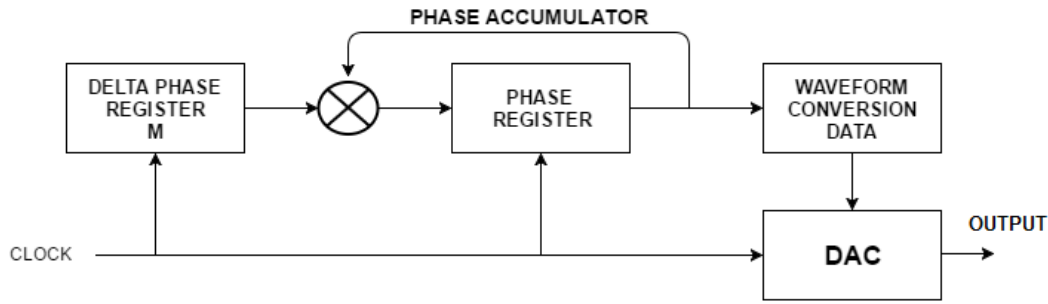 PHASE ACCUMULATOR
DELTA PHASE
REGISTER
M
PHASE
REGISTER
WAVEFORM
CONVERSION
DATA
CLOCK
DAC
OUTPUT